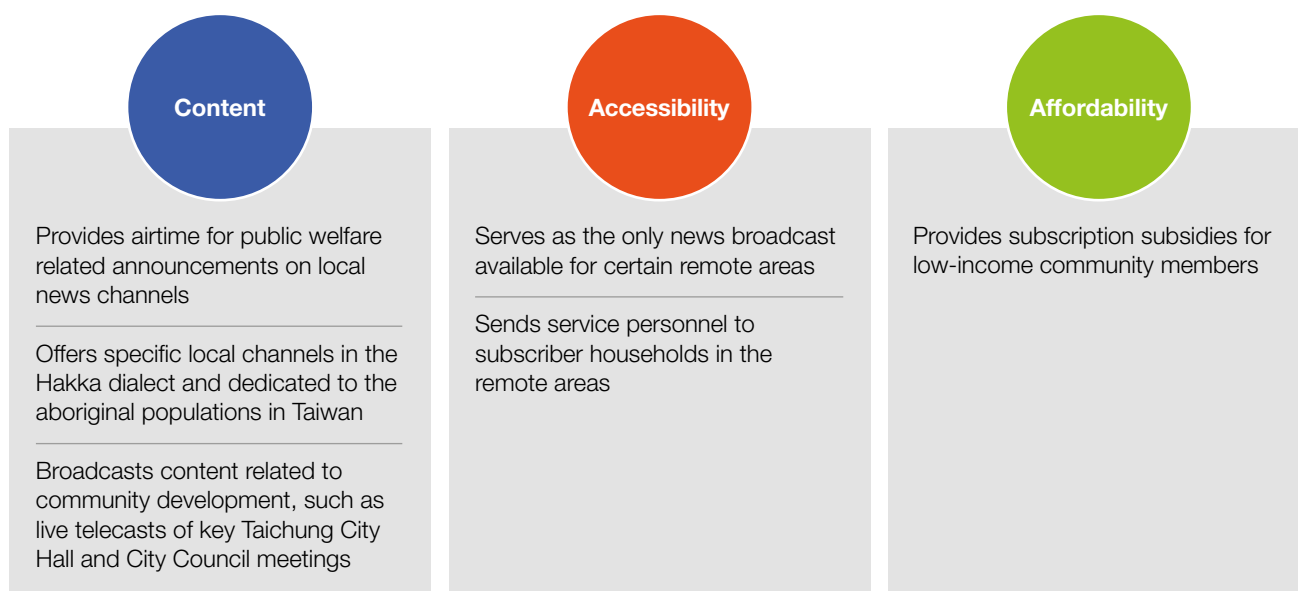 Content
Provides airtime for public welfare
related announcements on local
news channels
Offers specific local channels in the
Hakka dialect and dedicated to the
aboriginal populations in Taiwan
Broadcasts content related to
community development, such as
live telecasts of key Taichung City
Hall and City Council meetings
Accessibility
Serves as the only news broadcast
available for certain remote areas
Sends service personnel to
subscriber households in the
remote areas
Affordability
Provides subscription subsidies for
low-income community members